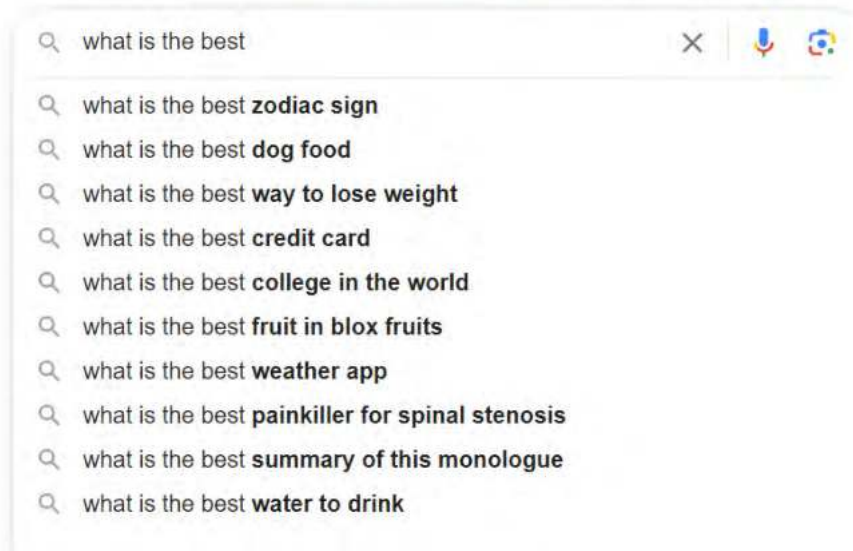 what is the best
what is the best zodiac sign
what is the best dog food
what is the best way to lose weight
what is the best credit card
what is the best college in the world
what is the best fruit in blox fruits
what is the best weather app
what is the best painkiller for spinal stenosis
what is the best summary of this monologue
what is the best water to drink